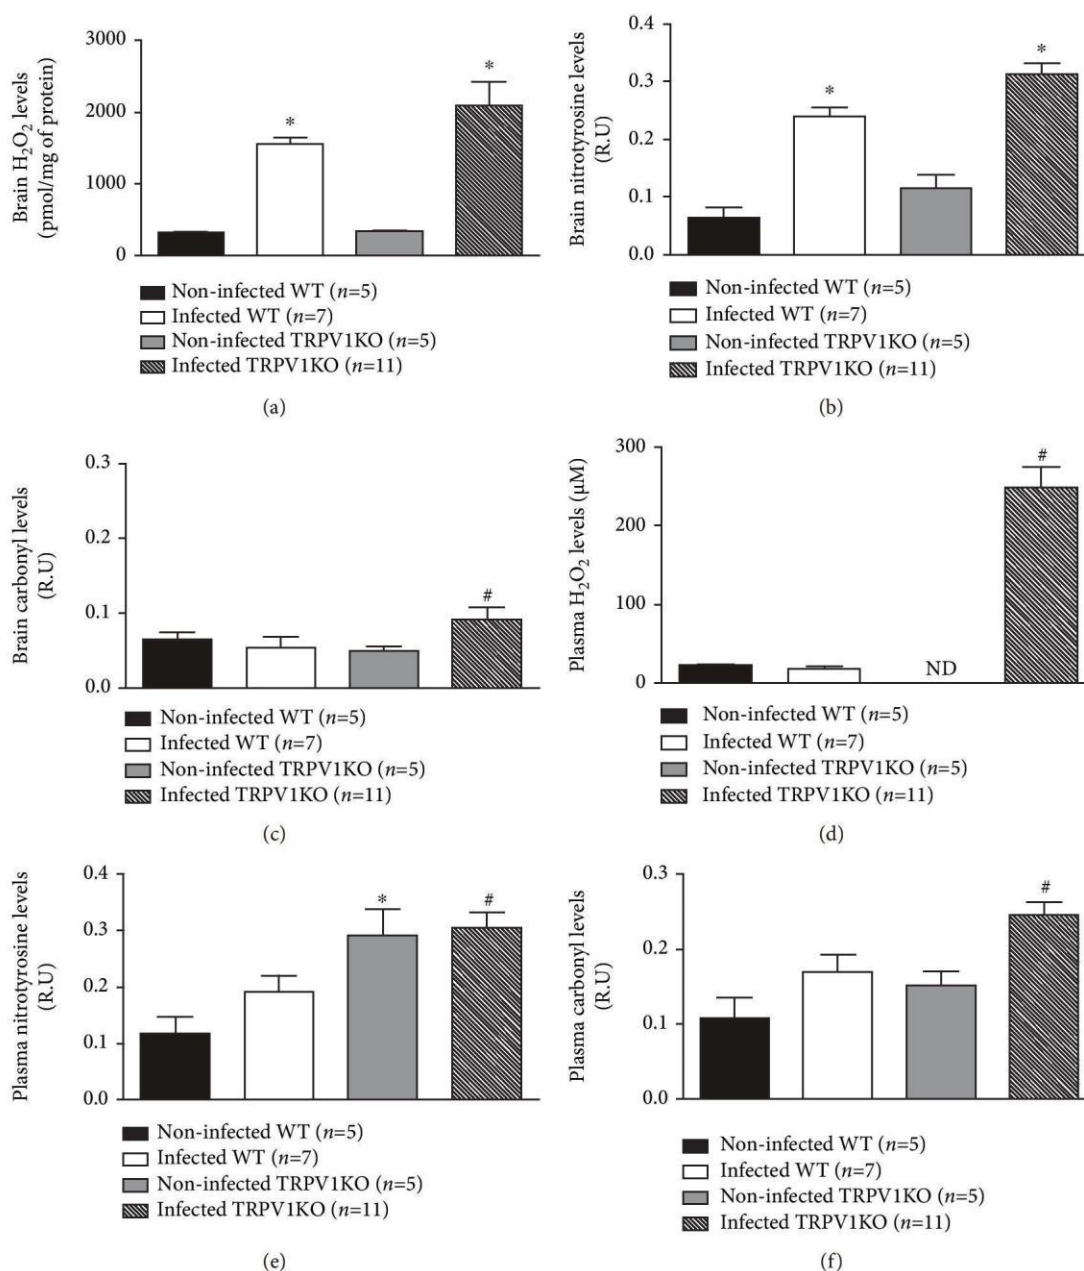 Brain H₂O₂ levels
(pmol/mg of protein)
3000
2000
1000
0
*
*
Non-infected WT (n=5)
Infected WT (n=7)
Non-infected TRPV1KO (n=5)
Infected TRPV1KO (n=11)
(a)
Brain nitrotyrosine levels
(R.U)
0.4
0.3
0.2
0.1
0.0
*
*
Non-infected WT (n=5)
Infected WT (n=7)
Non-infected TRPV1KO (n=5)
Infected TRPV1KO (n=11)
(b)
Brain carbonyl levels
(R.U)
0.3
0.2
0.1
0.0
#
Non-infected WT (n=5)
Infected WT (n=7)
Non-infected TRPV1KO (n=5)
Infected TRPV1KO (n=11)
(c)
Plasma H₂O₂ levels (μM)
300
200
100
0
ND
#
Non-infected WT (n=5)
Infected WT (n=7)
Non-infected TRPV1KO (n=5)
Infected TRPV1KO (n=11)
(d)
Plasma nitrotyrosine levels
(R.U)
0.4
0.3
0.2
0.1
0.0
*
#
Non-infected WT (n=5)
Infected WT (n=7)
Non-infected TRPV1KO (n=5)
Infected TRPV1KO (n=11)
(e)
Plasma carbonyl levels
(R.U)
0.3
0.2
0.1
0.0
#
Non-infected WT (n=5)
Infected WT (n=7)
Non-infected TRPV1KO (n=5)
Infected TRPV1KO (n=11)
(f)